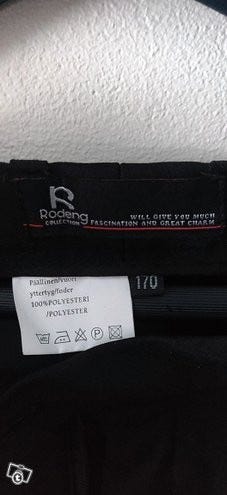 R
Rodeng
COLLECTION
WILL GIVE YOU MUCH
FASCINATION AND GREAT CHARM
Päällinen/vuori
yttertyg/foder
100%POLYESTERI
/POLYESTER
170
P